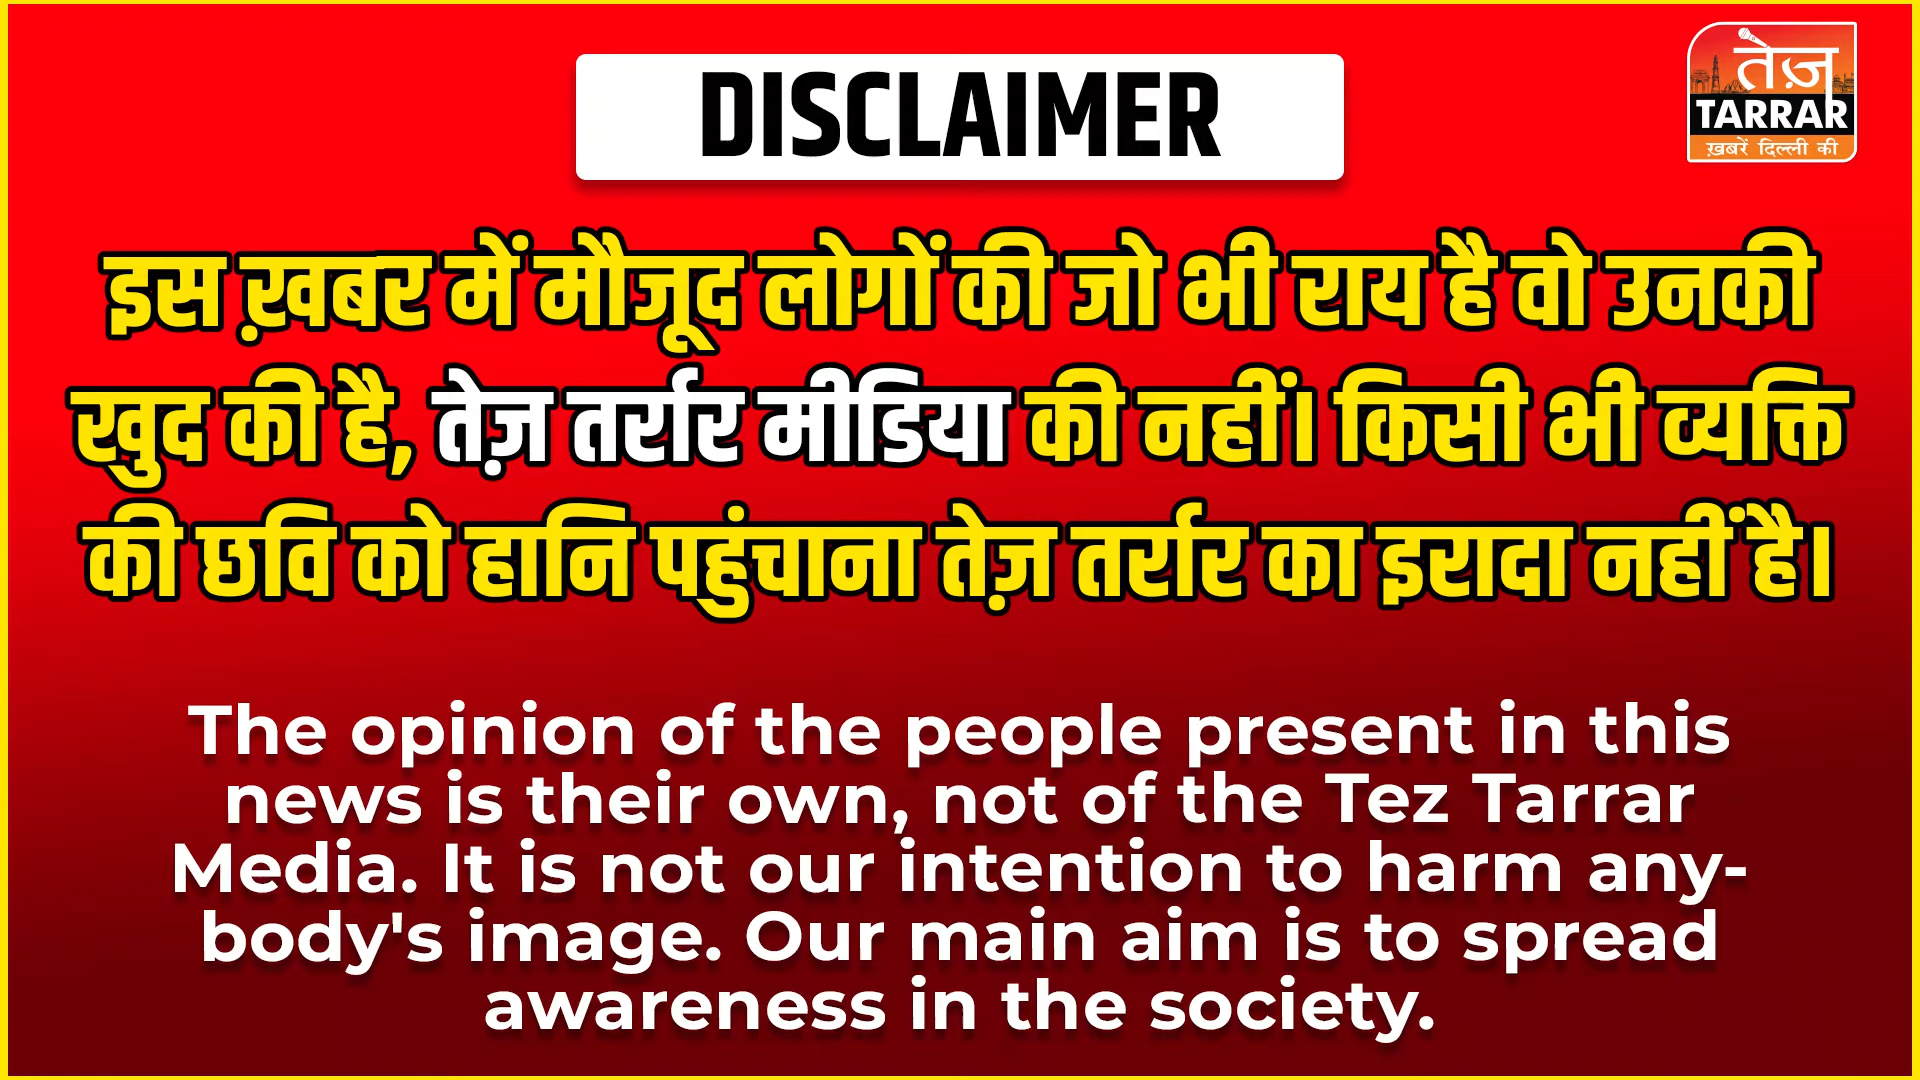 DISCLAIMER
तेज़
TARRAR
ख़बरें दिल्ली की
इस ख़बर में मौजूद लोगों की जो भी राय है वो उनकी
खुद की है, तेज़ तर्रार मीडिया की नहीं। किसी भी व्यक्ति
की छवि को हानि पहुंचाना तेज़ तर्रार का इरादा नहीं है।
The opinion of the people present in this
news is their own, not of the Tez Tarrar
Media. It is not our intention to harm any-
body's image. Our main aim is to spread
awareness in the society.